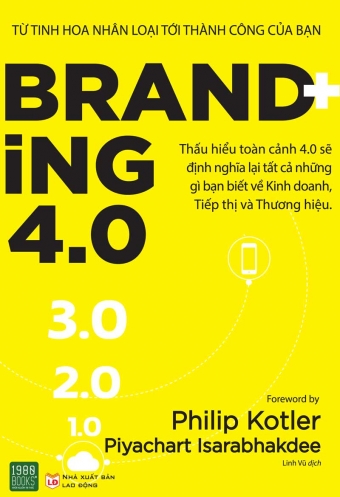 TỪ TINH HOA NHÂN LOẠI TỚI THÀNH CÔNG CỦA BẠN
BRAND+
iNG
4.0
Thấu hiểu toàn cảnh 4.0 sẽ
định nghĩa lại tất cả những
gì bạn biết về Kinh doanh,
Tiếp thị và Thương hiệu.
3.0
2.0
1.0
Foreword by
Philip Kotler
Piyachart Isarabhakdee
Linh Vũ dịch
1980
BOOKS
LĐ
NHÀ XUẤT BẢN
LAO ĐỘNG